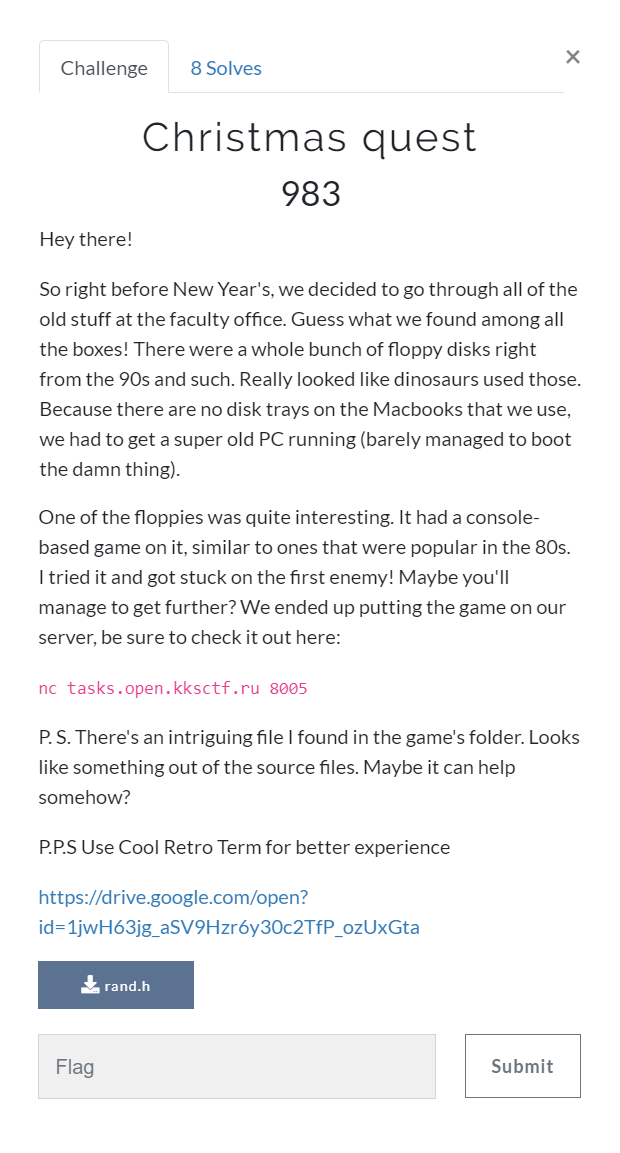 Challenge
8 Solves
×
Christmas quest
983
Hey there!
So right before New Year's, we decided to go through all of the
old stuff at the faculty office. Guess what we found among all
the boxes! There were a whole bunch of floppy disks right
from the 90s and such. Really looked like dinosaurs used those.
Because there are no disk trays on the Macbooks that we use,
we had to get a super old PC running (barely managed to boot
the damn thing).
One of the floppies was quite interesting. It had a console-
based game on it, similar to ones that were popular in the 80s.
I tried it and got stuck on the first enemy! Maybe you'll
manage to get further? We ended up putting the game on our
server, be sure to check it out here:
nc tasks.open.kksctf.ru 8005
P. S. There's an intriguing file I found in the game's folder. Looks
like something out of the source files. Maybe it can help
somehow?
P.P.S Use Cool Retro Term for better experience
https://drive.google.com/open?
id=1jwH63jg_aSV9Hzr6y30c2TfP_ozUxGta
rand.h
Flag
Submit